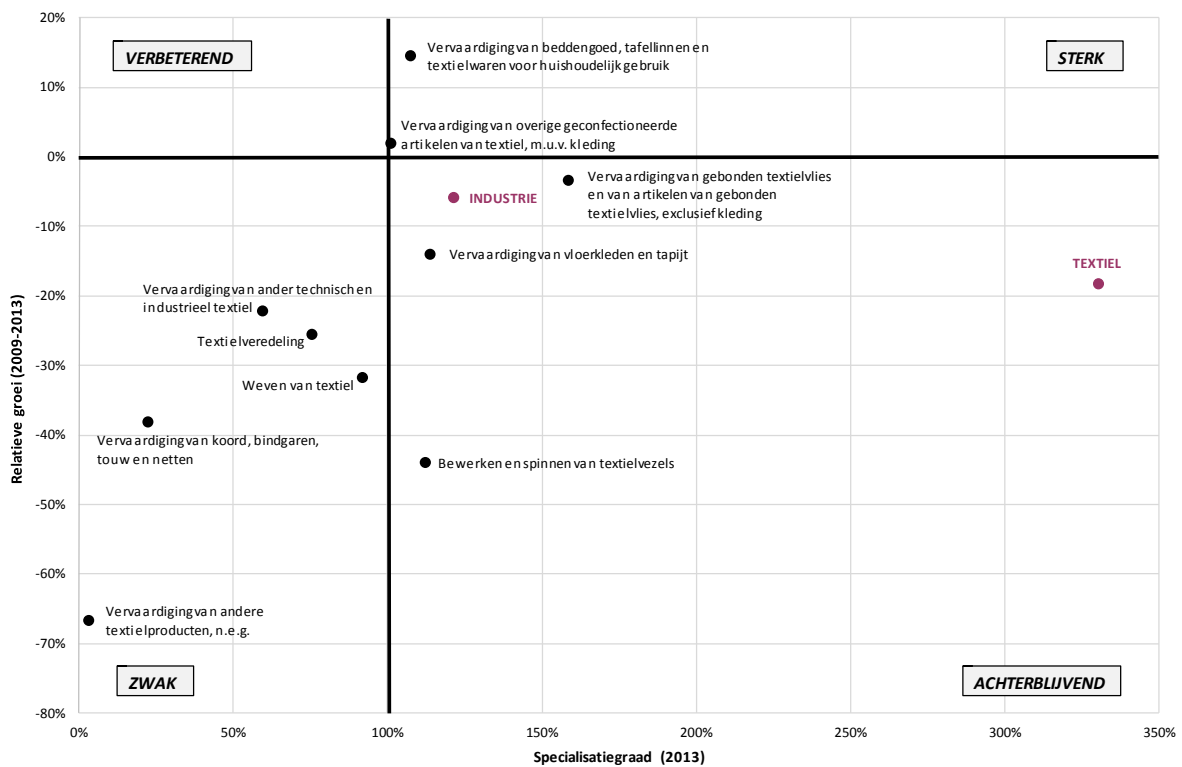 20%
10%
0%
-10%
-20%
-30%
-40%
-50%
-60%
-70%
-80%
Relatieve groei (2009-2013)
VERBETEREND
STERK
Vervaardiging van beddengoed, tafellinnen en
textielwaren voor huishoudelijk gebruik
Vervaardiging van overige geconfectioneerde
artikelen van textiel, m.u.v. kleding
Vervaardiging van gebonden textielvlies
en van artikelen van gebonden
textielvlies, exclusief kleding
INDUSTRIE
Vervaardiging van vloerkleden en tapijt
TEXTIEL
Vervaardiging van ander technisch en
industrieel textiel
Textielveredeling
Weven van textiel
Vervaardiging van koord, bindgaren,
touw en netten
Bewerken en spinnen van textielvezels
Vervaardiging van andere
textielproducten, n.e.g.
ZWAK
ACHTERBLIJVEND
0%
50%
100%
150%
200%
250%
300%
350%
Specialisatiegraad (2013)